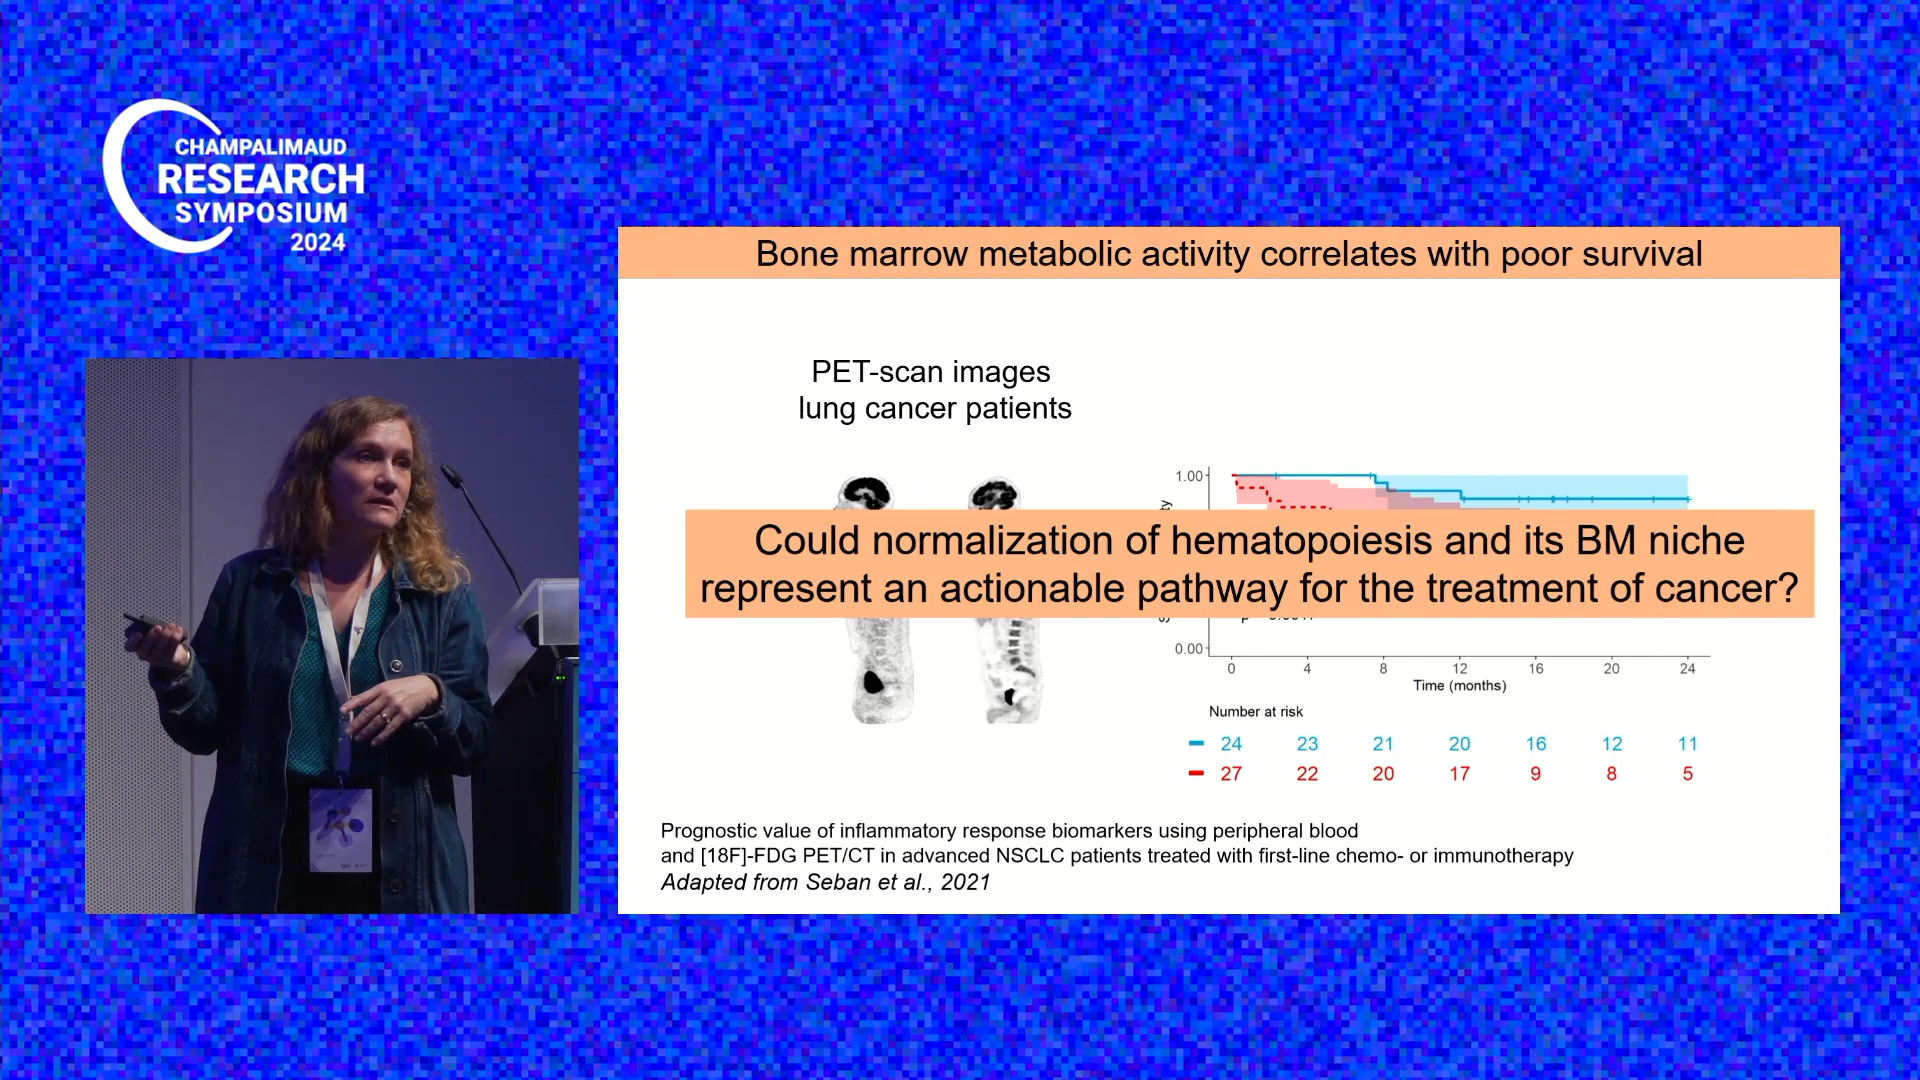 CHAMPALIMAUD
RESEARCH
SYMPOSIUM
2024
Bone marrow metabolic activity correlates with poor survival
PET-scan images
lung cancer patients
1.00
Could normalization of hematopoiesis and its BM niche
represent an actionable pathway for the treatment of cancer?
0.00
0 4 8 12 16 20 24
Time (months)
Number at risk
24 23 21 20 16 12 11
27 22 20 17 9 8 5
Prognostic value of inflammatory response biomarkers using peripheral blood
and [18F]-FDG PET/CT in advanced NSCLC patients treated with first-line chemo- or immunotherapy
Adapted from Seban et al., 2021